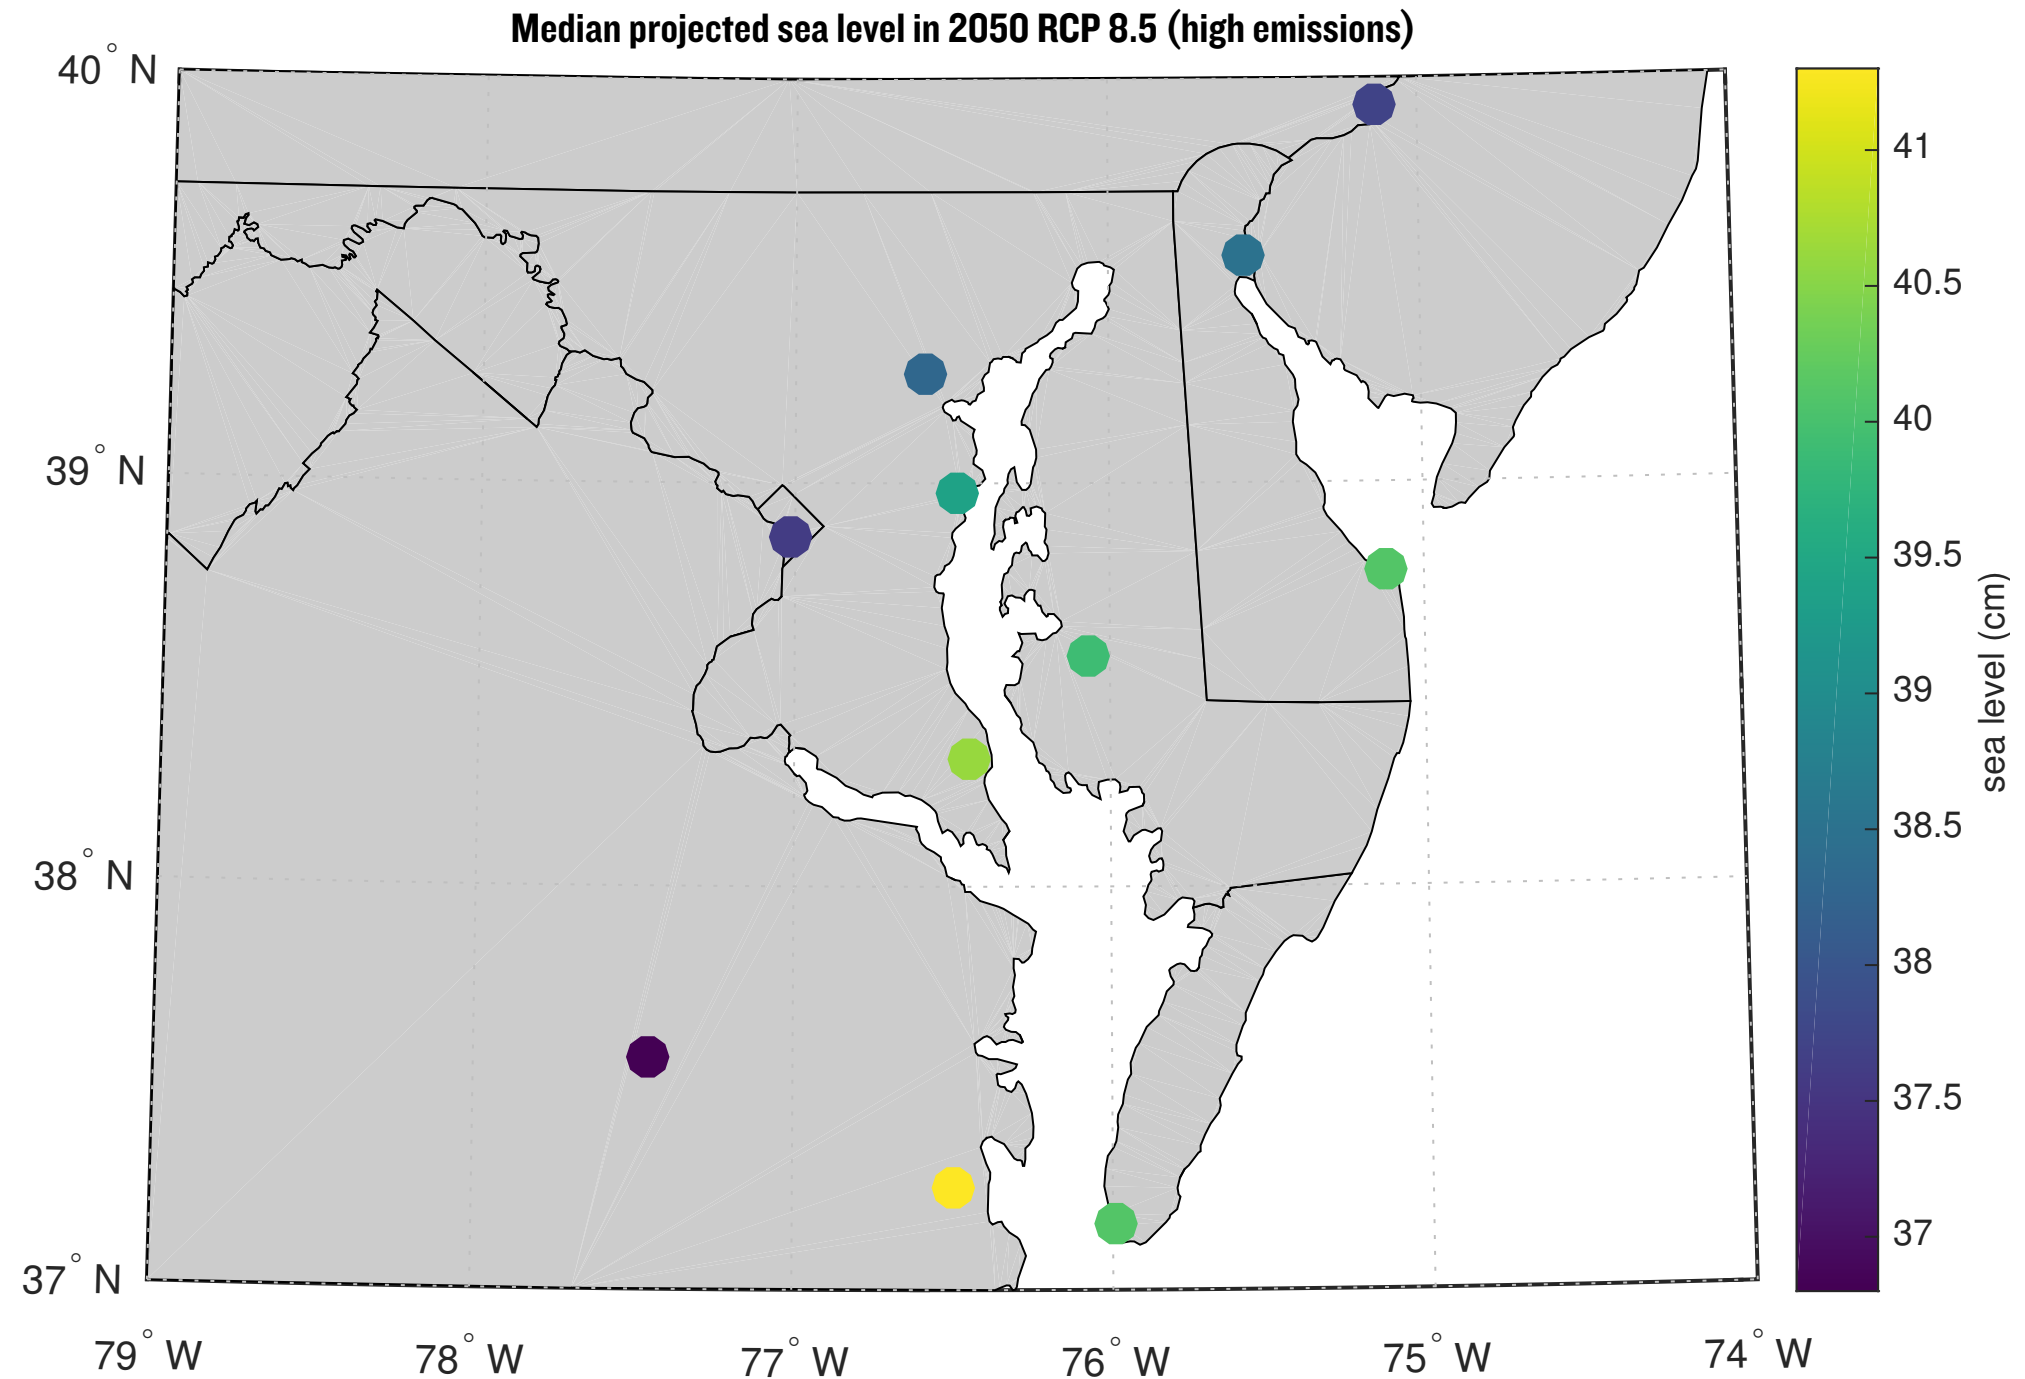 Median projected sea level in 2050 RCP 8.5 (high emissions)
40° N
39° N
38° N
37° N
79° W
78° W
77° W
76° W
75° W
74° W
41
40.5
40
39.5
39
38.5
38
37.5
37
sea level (cm)